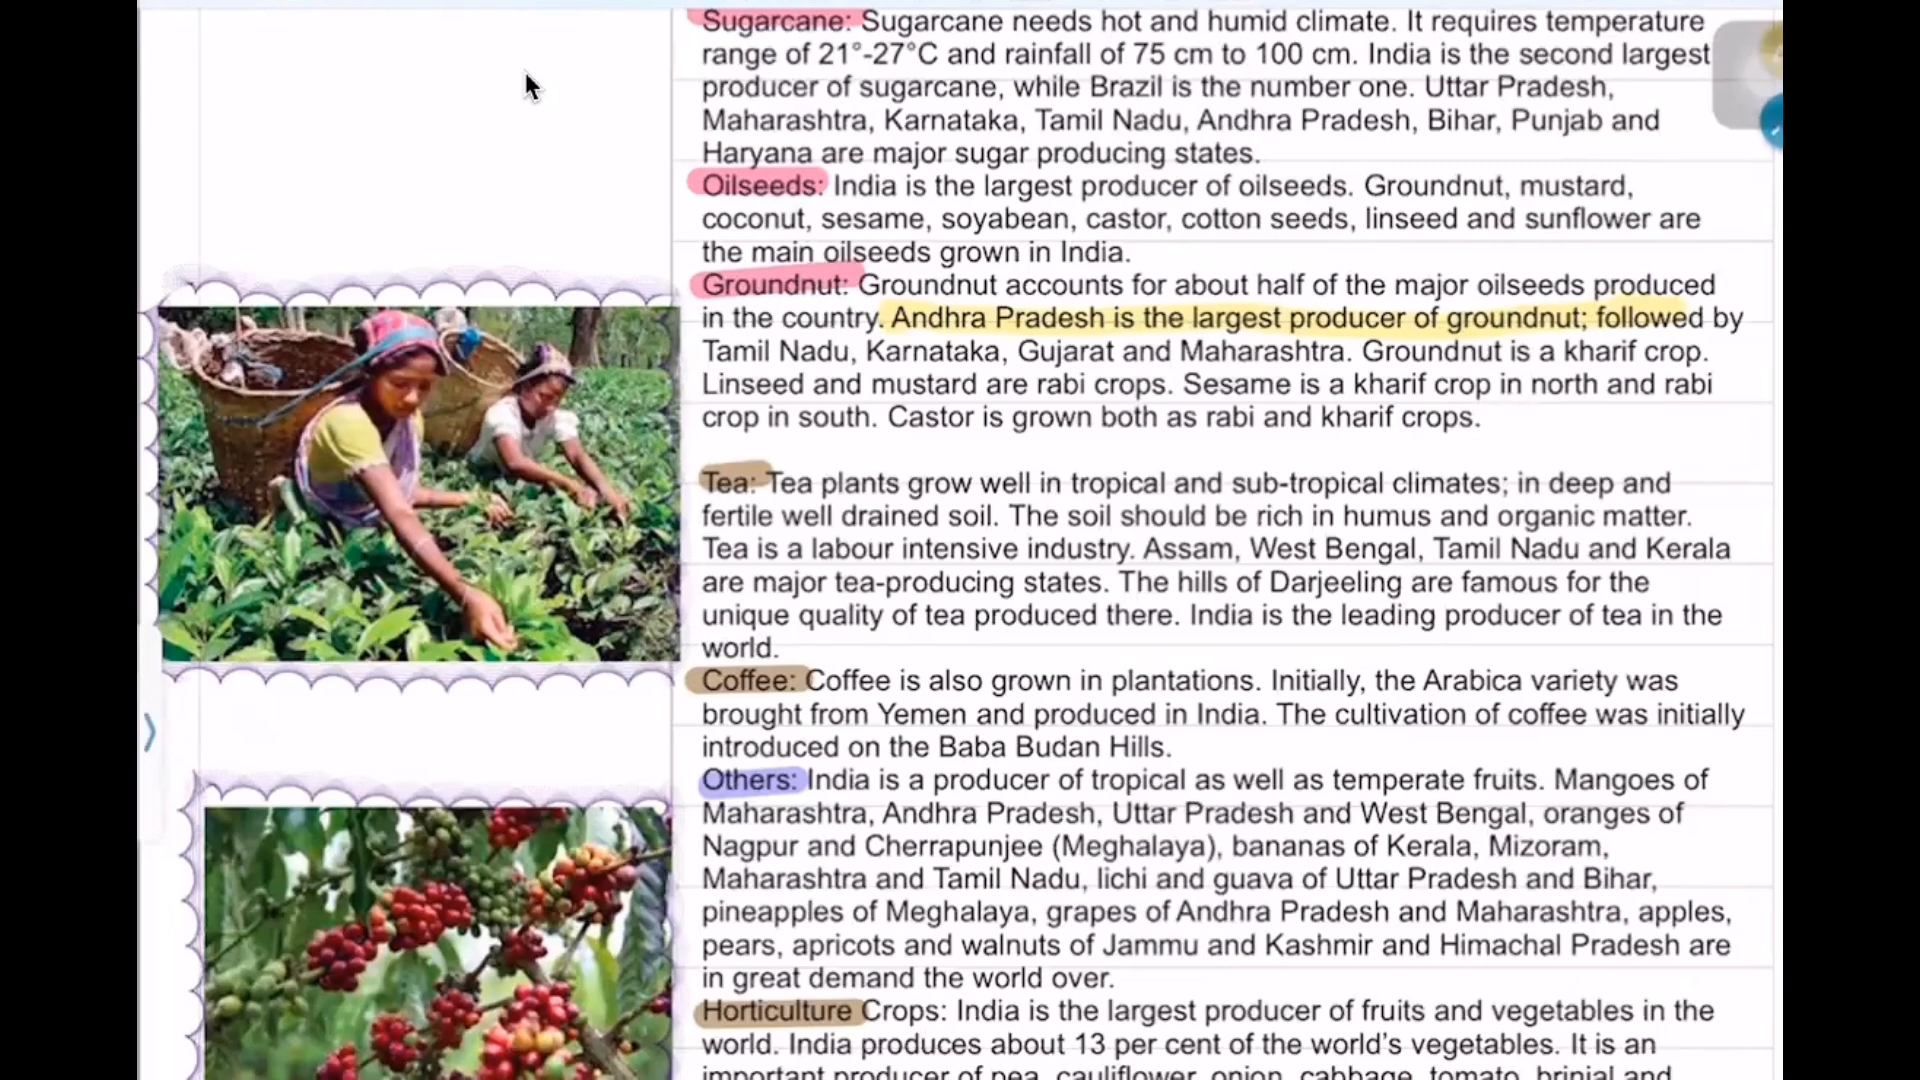 Sugarcane: Sugarcane needs hot and humid climate. It requires temperature
range of 21°-27°C and rainfall of 75 cm to 100 cm. India is the second largest
producer of sugarcane, while Brazil is the number one. Uttar Pradesh,
Maharashtra, Karnataka, Tamil Nadu, Andhra Pradesh, Bihar, Punjab and
Haryana are major sugar producing states.
Oilseeds: India is the largest producer of oilseeds. Groundnut, mustard,
coconut, sesame, soyabean, castor, cotton seeds, linseed and sunflower are
the main oilseeds grown in India.
Groundnut: Groundnut accounts for about half of the major oilseeds produced
in the country. Andhra Pradesh is the largest producer of groundnut; followed by
Tamil Nadu, Karnataka, Gujarat and Maharashtra. Groundnut is a kharif crop.
Linseed and mustard are rabi crops. Sesame is a kharif crop in north and rabi
crop in south. Castor is grown both as rabi and kharif crops.
Tea: Tea plants grow well in tropical and sub-tropical climates; in deep and
fertile well drained soil. The soil should be rich in humus and organic matter.
Tea is a labour intensive industry. Assam, West Bengal, Tamil Nadu and Kerala
are major tea-producing states. The hills of Darjeeling are famous for the
unique quality of tea produced there. India is the leading producer of tea in the
world.
Coffee: Coffee is also grown in plantations. Initially, the Arabica variety was
brought from Yemen and produced in India. The cultivation of coffee was initially
introduced on the Baba Budan Hills.
Others: India is a producer of tropical as well as temperate fruits. Mangoes of
Maharashtra, Andhra Pradesh, Uttar Pradesh and West Bengal, oranges of
Nagpur and Cherrapunjee (Meghalaya), bananas of Kerala, Mizoram,
Maharashtra and Tamil Nadu, lichi and guava of Uttar Pradesh and Bihar,
pineapples of Meghalaya, grapes of Andhra Pradesh and Maharashtra, apples,
pears, apricots and walnuts of Jammu and Kashmir and Himachal Pradesh are
in great demand the world over.
Horticulture Crops: India is the largest producer of fruits and vegetables in the
world. India produces about 13 per cent of the world's vegetables. It is an
important producer of pea, cauliflower, onion, cabbage, tomato, brinjal and